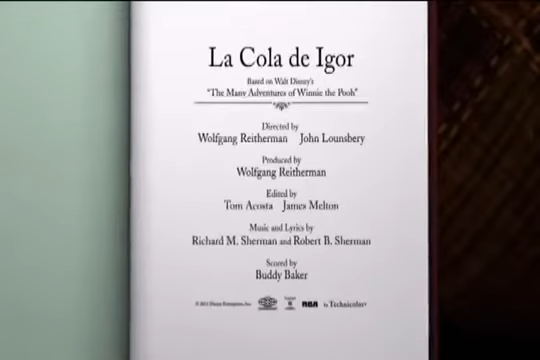 La Cola de Igor
Based on Walt Disney's
"The Many Adventures of Winnie the Pooh"
Directed by
Wolfgang Reitherman John Lounsbery
Produced by
Wolfgang Reitherman
Edited by
Tom Acosta James Melton
Music and Lyrics by
Richard M. Sherman and Robert B. Sherman
Scored by
Buddy Baker
RCA In Technicolor®